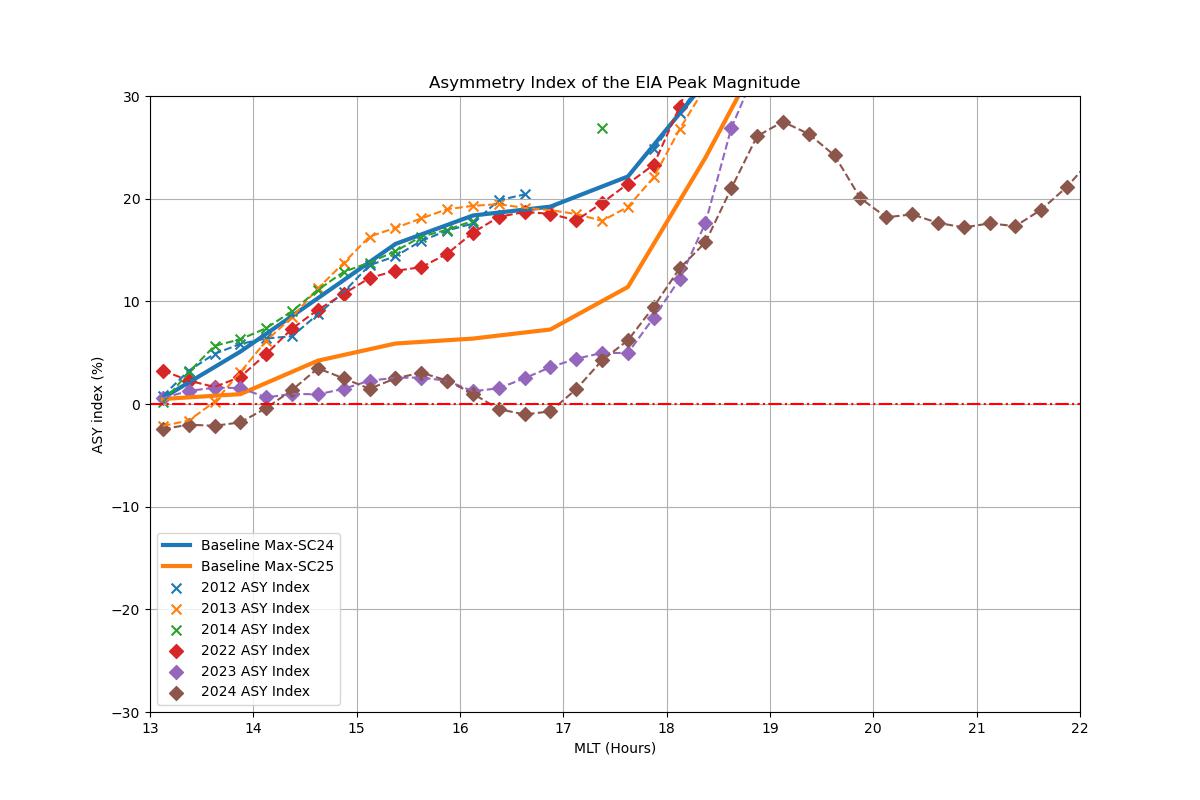 Asymmetry Index of the EIA Peak Magnitude
30
20
10
0
−10
−20
−30
ASY index (%)
Baseline Max-SC24
Baseline Max-SC25
2012 ASY Index
2013 ASY Index
2014 ASY Index
2022 ASY Index
2023 ASY Index
2024 ASY Index
13 14 15 16 17 18 19 20 21 22
MLT (Hours)